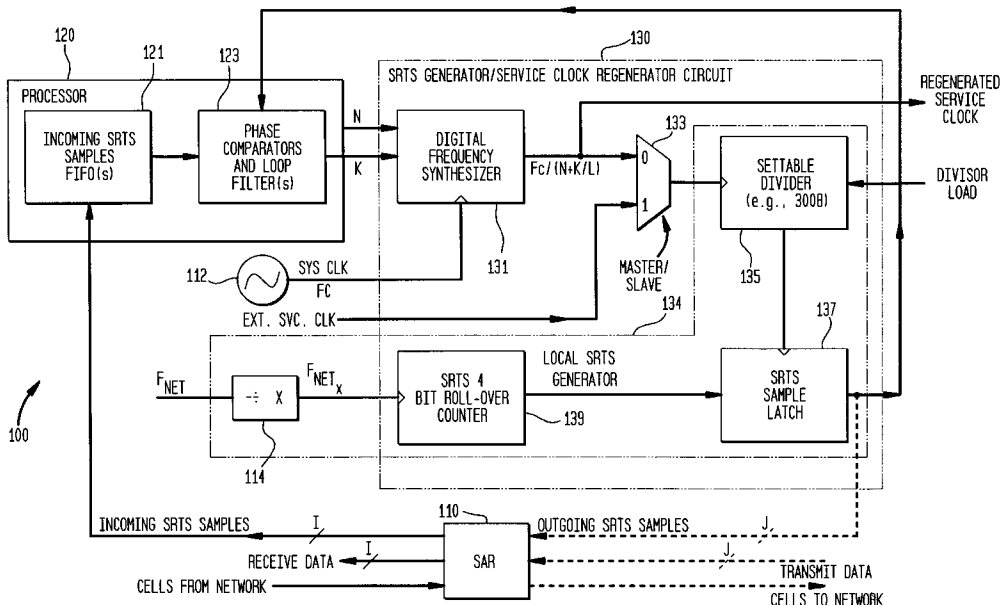 120
121
123
130
PROCESSOR
SRTS GENERATOR/SERVICE CLOCK REGENERATOR CIRCUIT
REGENERATED
SERVICE
CLOCK
INCOMING SRTS
SAMPLES
FIFO(s)
PHASE
COMPARATORS
AND LOOP
FILTER(s)
N
K
DIGITAL
FREQUENCY
SYNTHESIZER
131
Fc/(N+K/L)
133
0
1
MASTER/
SLAVE
SETTABLE
DIVIDER
(e.g., 3008)
135
DIVISOR
LOAD
112
SYS CLK
FC
EXT. SVC. CLK
134
137
FNET
÷ X
114
FNETX
SRTS 4
BIT ROLL-OVER
COUNTER
139
LOCAL SRTS
GENERATOR
SRTS
SAMPLE
LATCH
100
INCOMING SRTS SAMPLES
I
110
SAR
OUTGOING SRTS SAMPLES
J
RECEIVE DATA
I
J
TRANSMIT DATA
CELLS FROM NETWORK
CELLS TO NETWORK